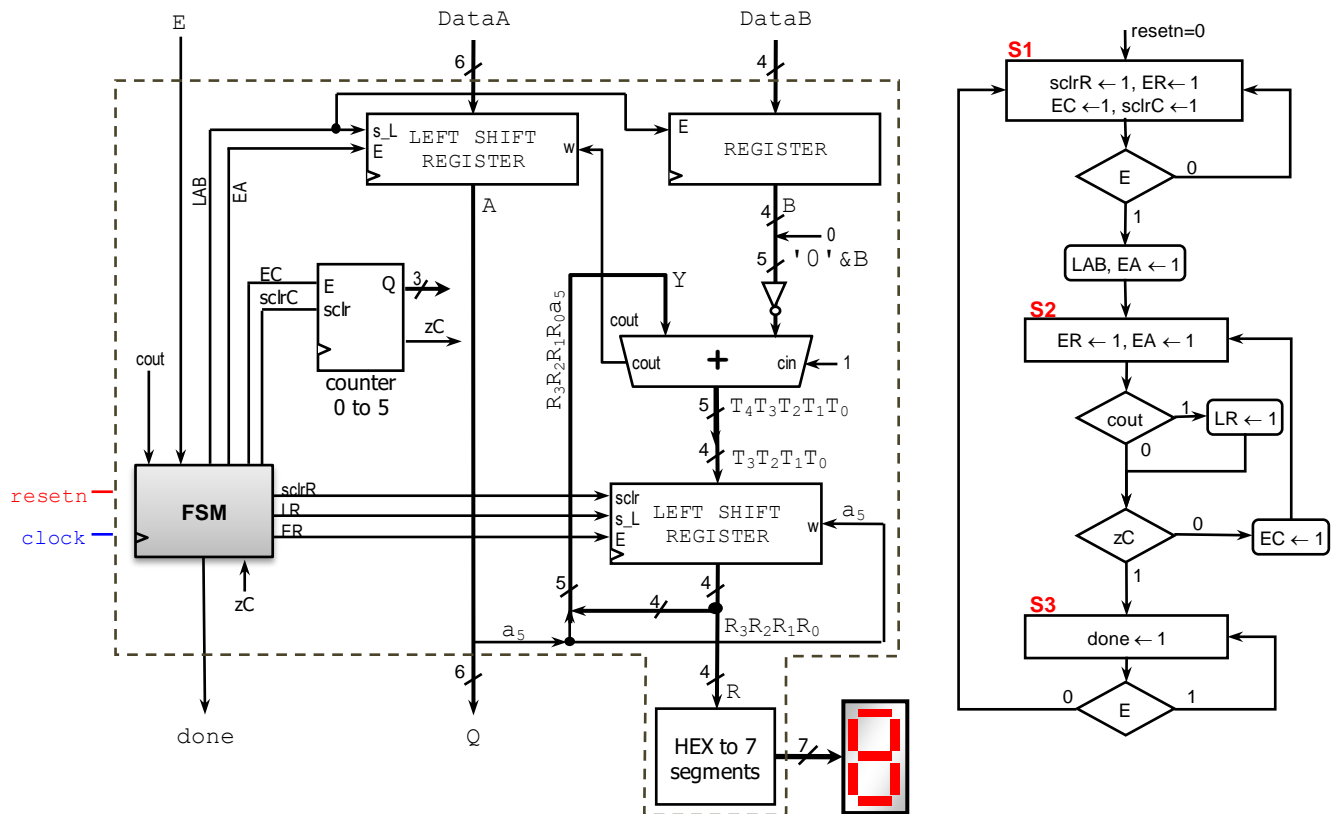 E
DataA
DataB
6
4
s_L
E
LEFT SHIFT
REGISTER
w
E
REGISTER
LAB
EA
A
4
B
0
5
'0'&B
EC
sclrC
E
sclr
Q
3
zC
counter
0 to 5
R3R2R1R0a5
Y
cout
cout
+
cin
1
cout
5
T4T3T2T1T0
4
T3T2T1T0
resetn
clock
FSM
sclrR
LR
ER
sclr
s_L
E
LEFT SHIFT
REGISTER
w
a5
zC
5
4
4
R3R2R1R0
a5
6
4
R
done
Q
HEX to 7
segments
7
resetn=0
S1
sclrR ← 1, ER← 1
EC ←1, sclrC ←1
E
0
1
LAB, EA ← 1
S2
ER ← 1, EA ← 1
cout
1
LR ← 1
0
zC
0
EC ← 1
1
S3
done ← 1
0
E
1